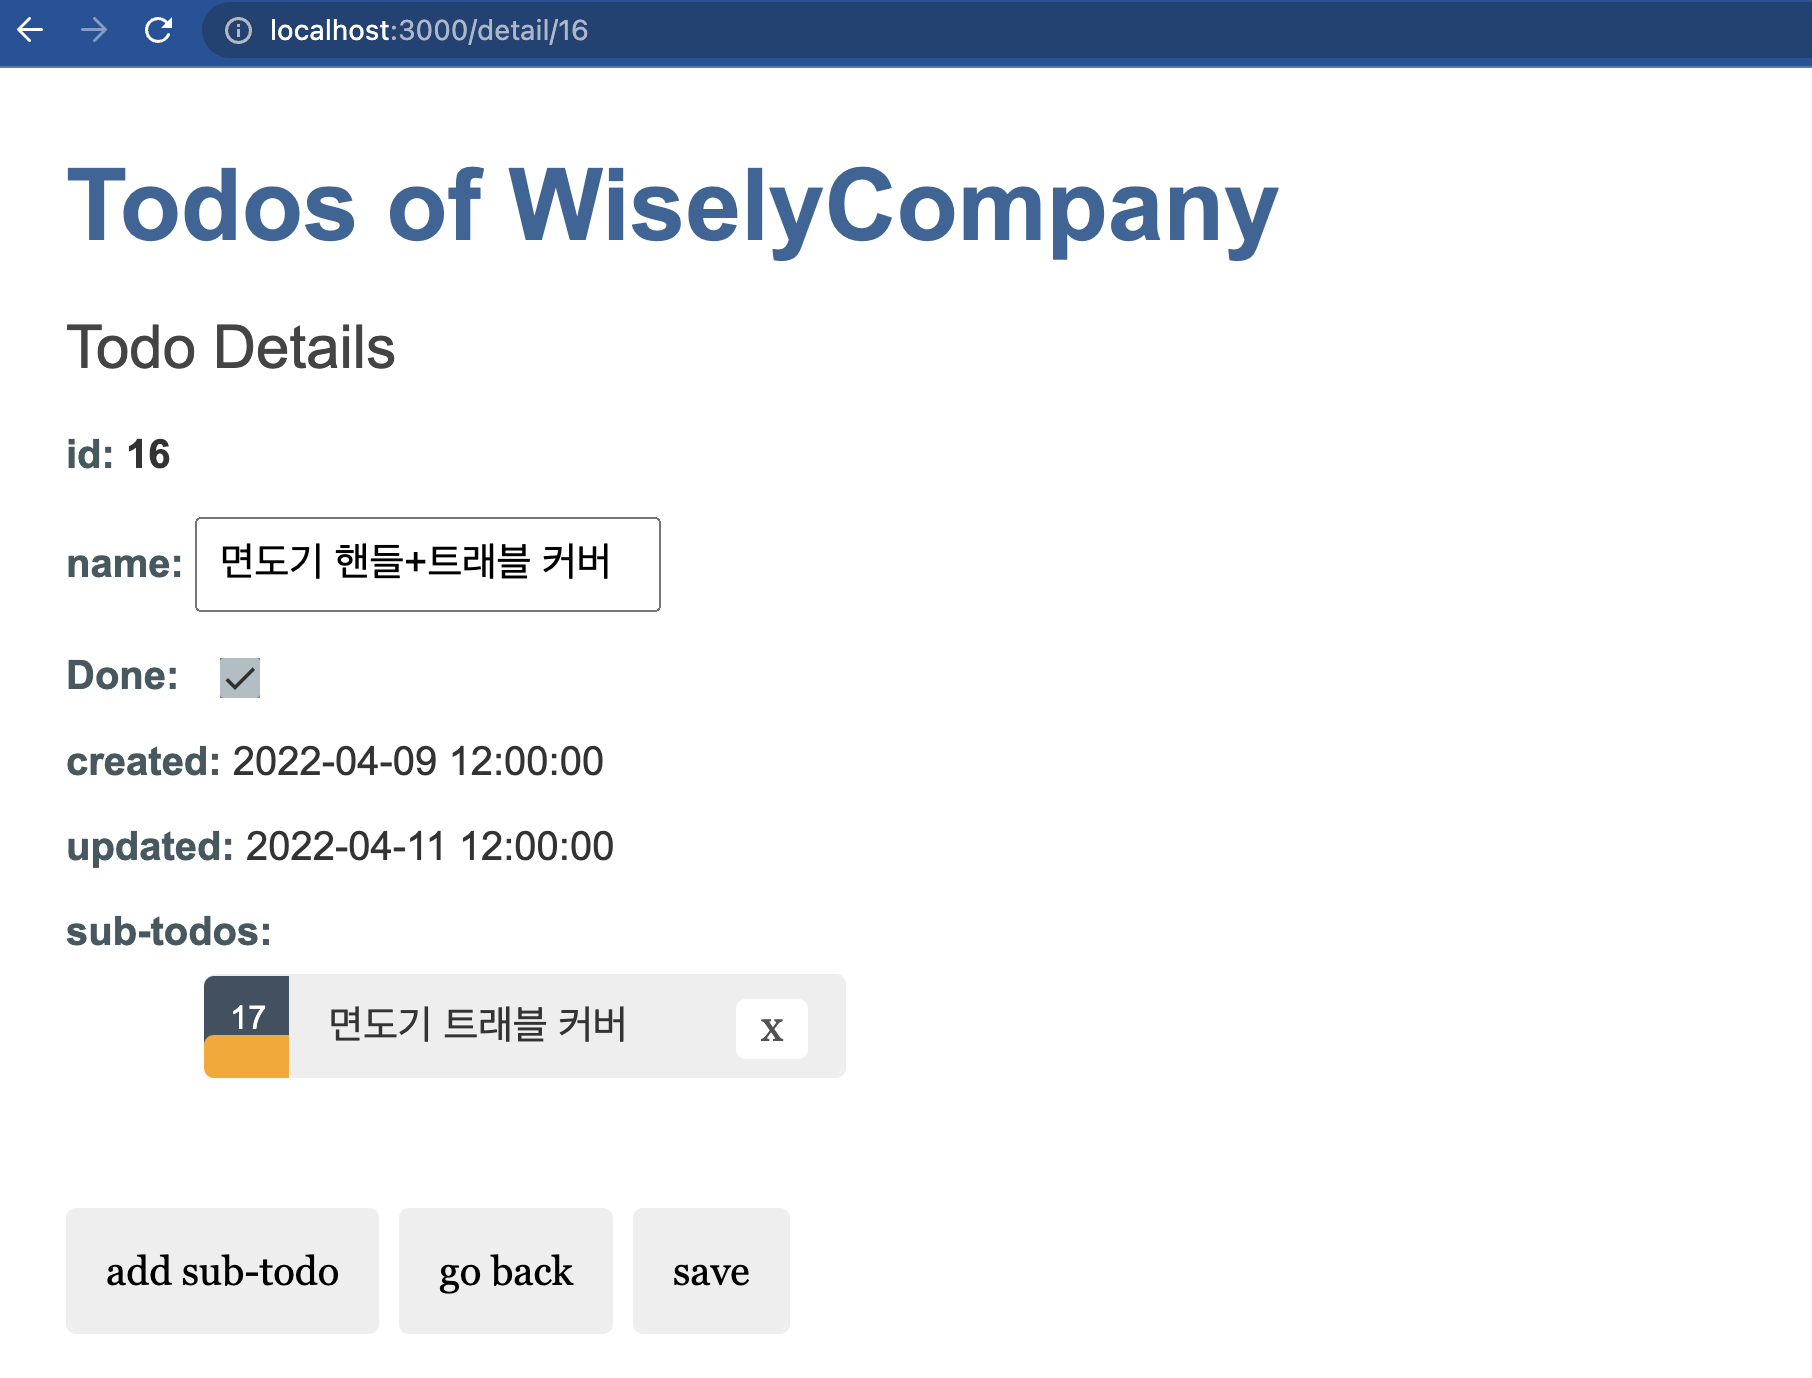 localhost:3000/detail/16
Todos of WiselyCompany
Todo Details
id: 16
name: 면도기 핸들+트래블 커버
Done:
created: 2022-04-09 12:00:00
updated: 2022-04-11 12:00:00
sub-todos:
17 면도기 트래블 커버 x
add sub-todo go back save